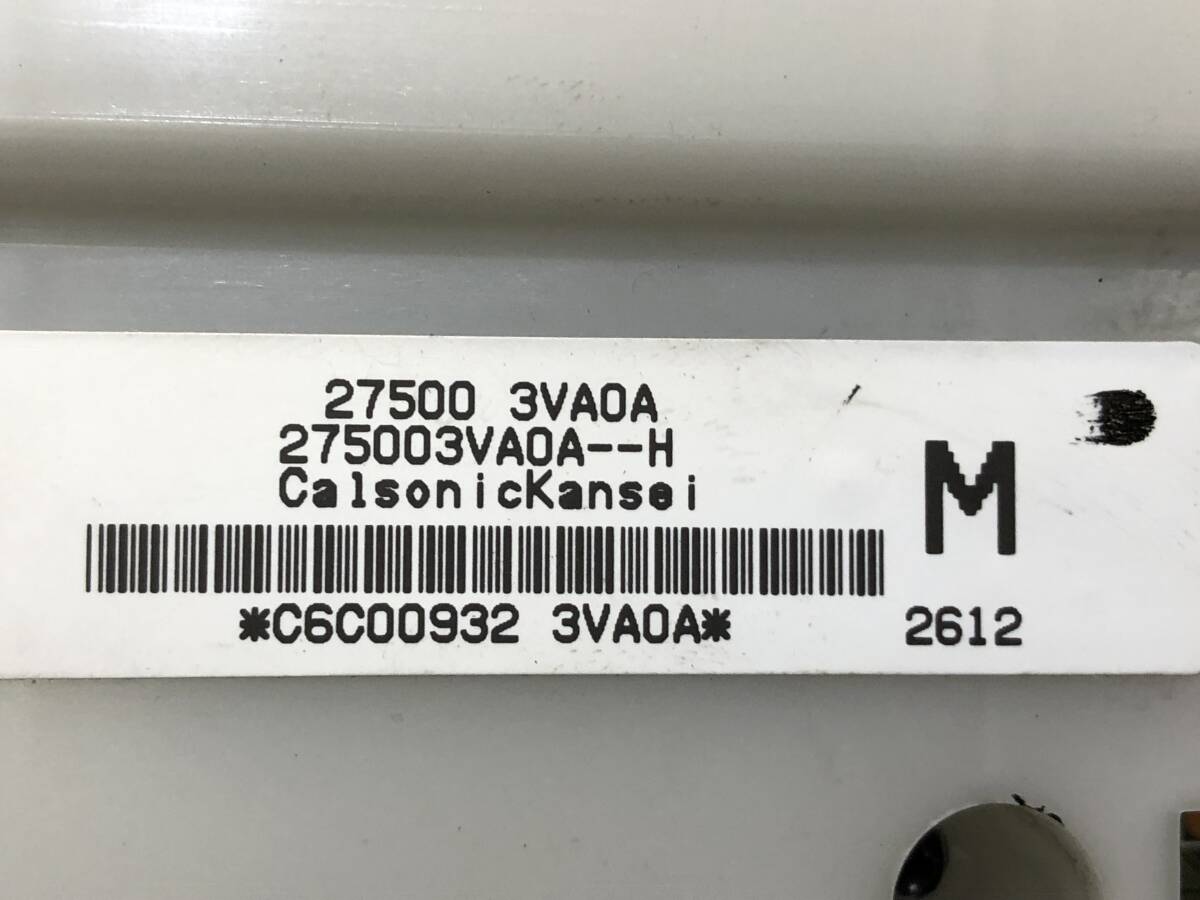 27500 3VA0A
275003VA0A--H
CalsonicKansei
M
*C6C00932 3VA0A*
2612